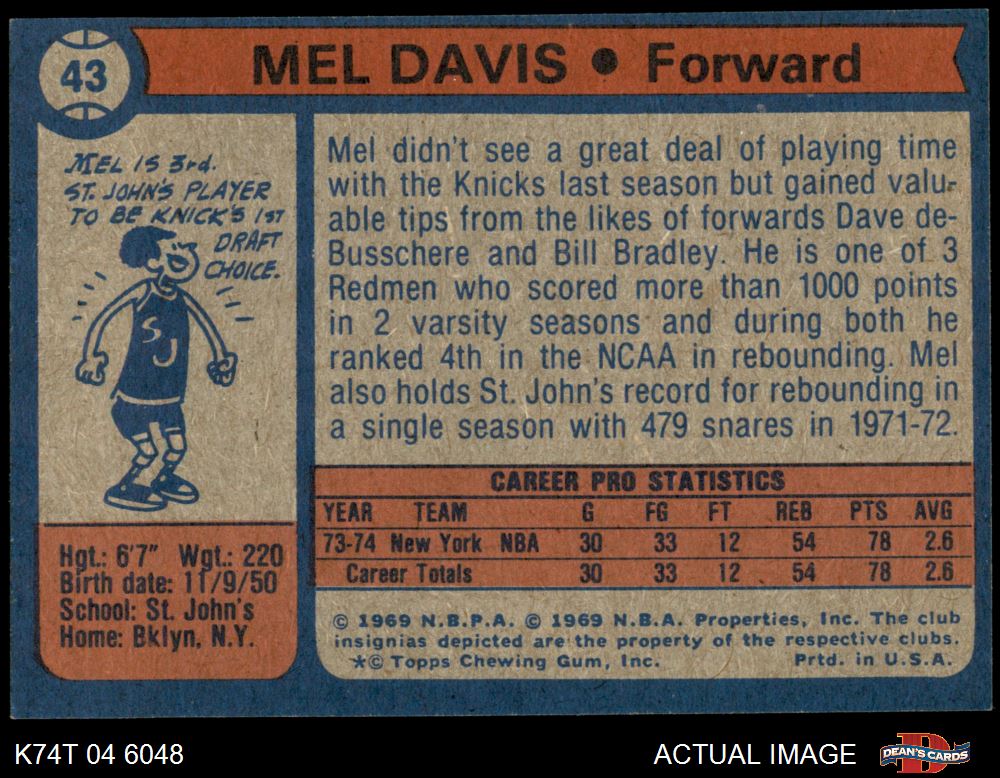 43
MEL DAVIS ● Forward
MEL IS 3rd.
ST. JOHN'S PLAYER
TO BE KNICK'S 1ST
DRAFT
CHOICE.
SJ
Hgt.: 6'7" Wgt.: 220
Birth date: 11/9/50
School: St. John's
Home: Bklyn, N.Y.
Mel didn't see a great deal of playing time
with the Knicks last season but gained valu-
able tips from the likes of forwards Dave de-
Busschere and Bill Bradley. He is one of 3
Redmen who scored more than 1000 points
in 2 varsity seasons and during both he
ranked 4th in the NCAA in rebounding. Mel
also holds St. John's record for rebounding in
a single season with 479 snares in 1971-72.
CAREER PRO STATISTICS
YEAR TEAM G FG FT REB PTS AVG
73-74 New York NBA 30 33 12 54 78 2.6
Career Totals 30 33 12 54 78 2.6
© 1969 N.B.P.A. © 1969 N.B.A. Properties, Inc. The club
insignias depicted are the property of the respective clubs.
*© Topps Chewing Gum, Inc. Prtd. in U.S.A.
K74T 04 6048
ACTUAL IMAGE
DEAN'S CARDS